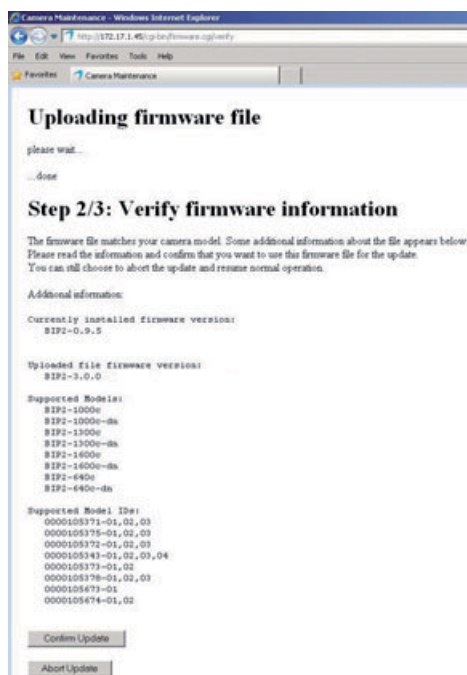 Camera Maintenance - Windows Internet Explorer
http://172.17.1.45/cgi-bin/firmware.cgi/verify
File Edit View Favorites Tools Help
Favorites Camera Maintenance
Uploading firmware file
please wait...
...done
Step 2/3: Verify firmware information
The firmware file matches your camera model. Some additional information about the file appears below
Please read the information and confirm that you want to use this firmware file for the update.
You can still choose to abort the update and resume normal operation.
Additional information:
Currently installed firmware version:
BIP2-0.9.5
Uploaded file firmware version:
BIP2-3.0.0
Supported Models:
BIP2-1000c
BIP2-1000c-dn
BIP2-1300c
BIP2-1300c-dn
BIP2-1600c
BIP2-1600c-dn
BIP2-640c
BIP2-640c-dn
Supported Model IDs:
0000105371-01,02,03
0000105375-01,02,03
0000105372-01,02,03
0000105343-01,02,03,04
0000105373-01,02
0000105378-01,02,03
0000105673-01
0000105674-01,02
Confirm Update
Abort Update